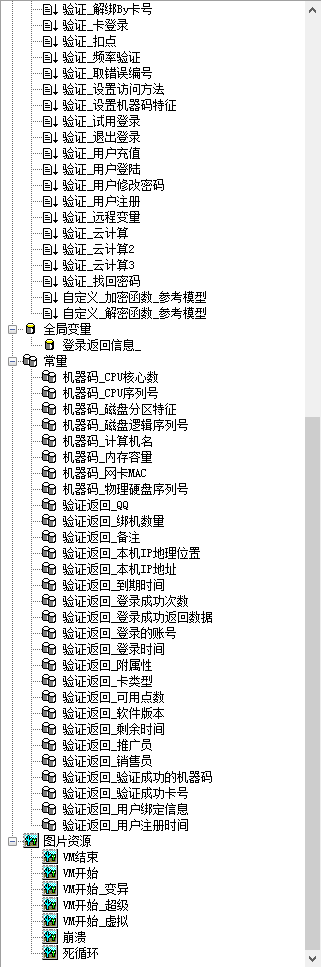 验证_解绑By卡号
验证_卡登录
验证_扣点
验证_频率验证
验证_取错误编号
验证_设置访问方法
验证_设置机器码特征
验证_试用登录
验证_退出登录
验证_用户充值
验证_用户登陆
验证_用户修改密码
验证_用户注册
验证_远程变量
验证_云计算
验证_云计算2
验证_云计算3
验证_找回密码
自定义_加密函数_参考模型
自定义_解密函数_参考模型
全局变量
登录返回信息_
常量
机器码_CPU核心数
机器码_CPU序列号
机器码_磁盘分区特征
机器码_磁盘逻辑序列号
机器码_计算机名
机器码_内存容量
机器码_网卡MAC
机器码_物理硬盘序列号
验证返回_QQ
验证返回_绑机数量
验证返回_备注
验证返回_本机IP地理位置
验证返回_本机IP地址
验证返回_到期时间
验证返回_登录成功次数
验证返回_登录成功返回数据
验证返回_登录的账号
验证返回_登录时间
验证返回_附属性
验证返回_卡类型
验证返回_可用点数
验证返回_软件版本
验证返回_剩余时间
验证返回_推广员
验证返回_销售员
验证返回_验证成功的机器码
验证返回_验证成功卡号
验证返回_用户绑定信息
验证返回_用户注册时间
图片资源
VM结束
VM开始
VM开始_变异
VM开始_超级
VM开始_虚拟
崩溃
死循环